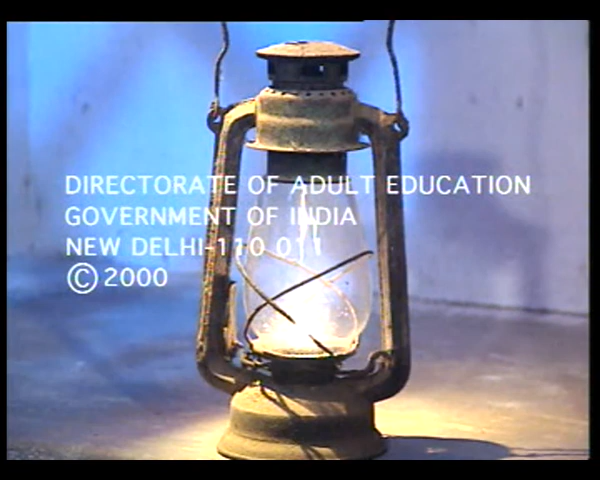 DIRECTORATE OF ADULT EDUCATION
GOVERNMENT OF INDIA
NEW DELHI-110 011
©2000